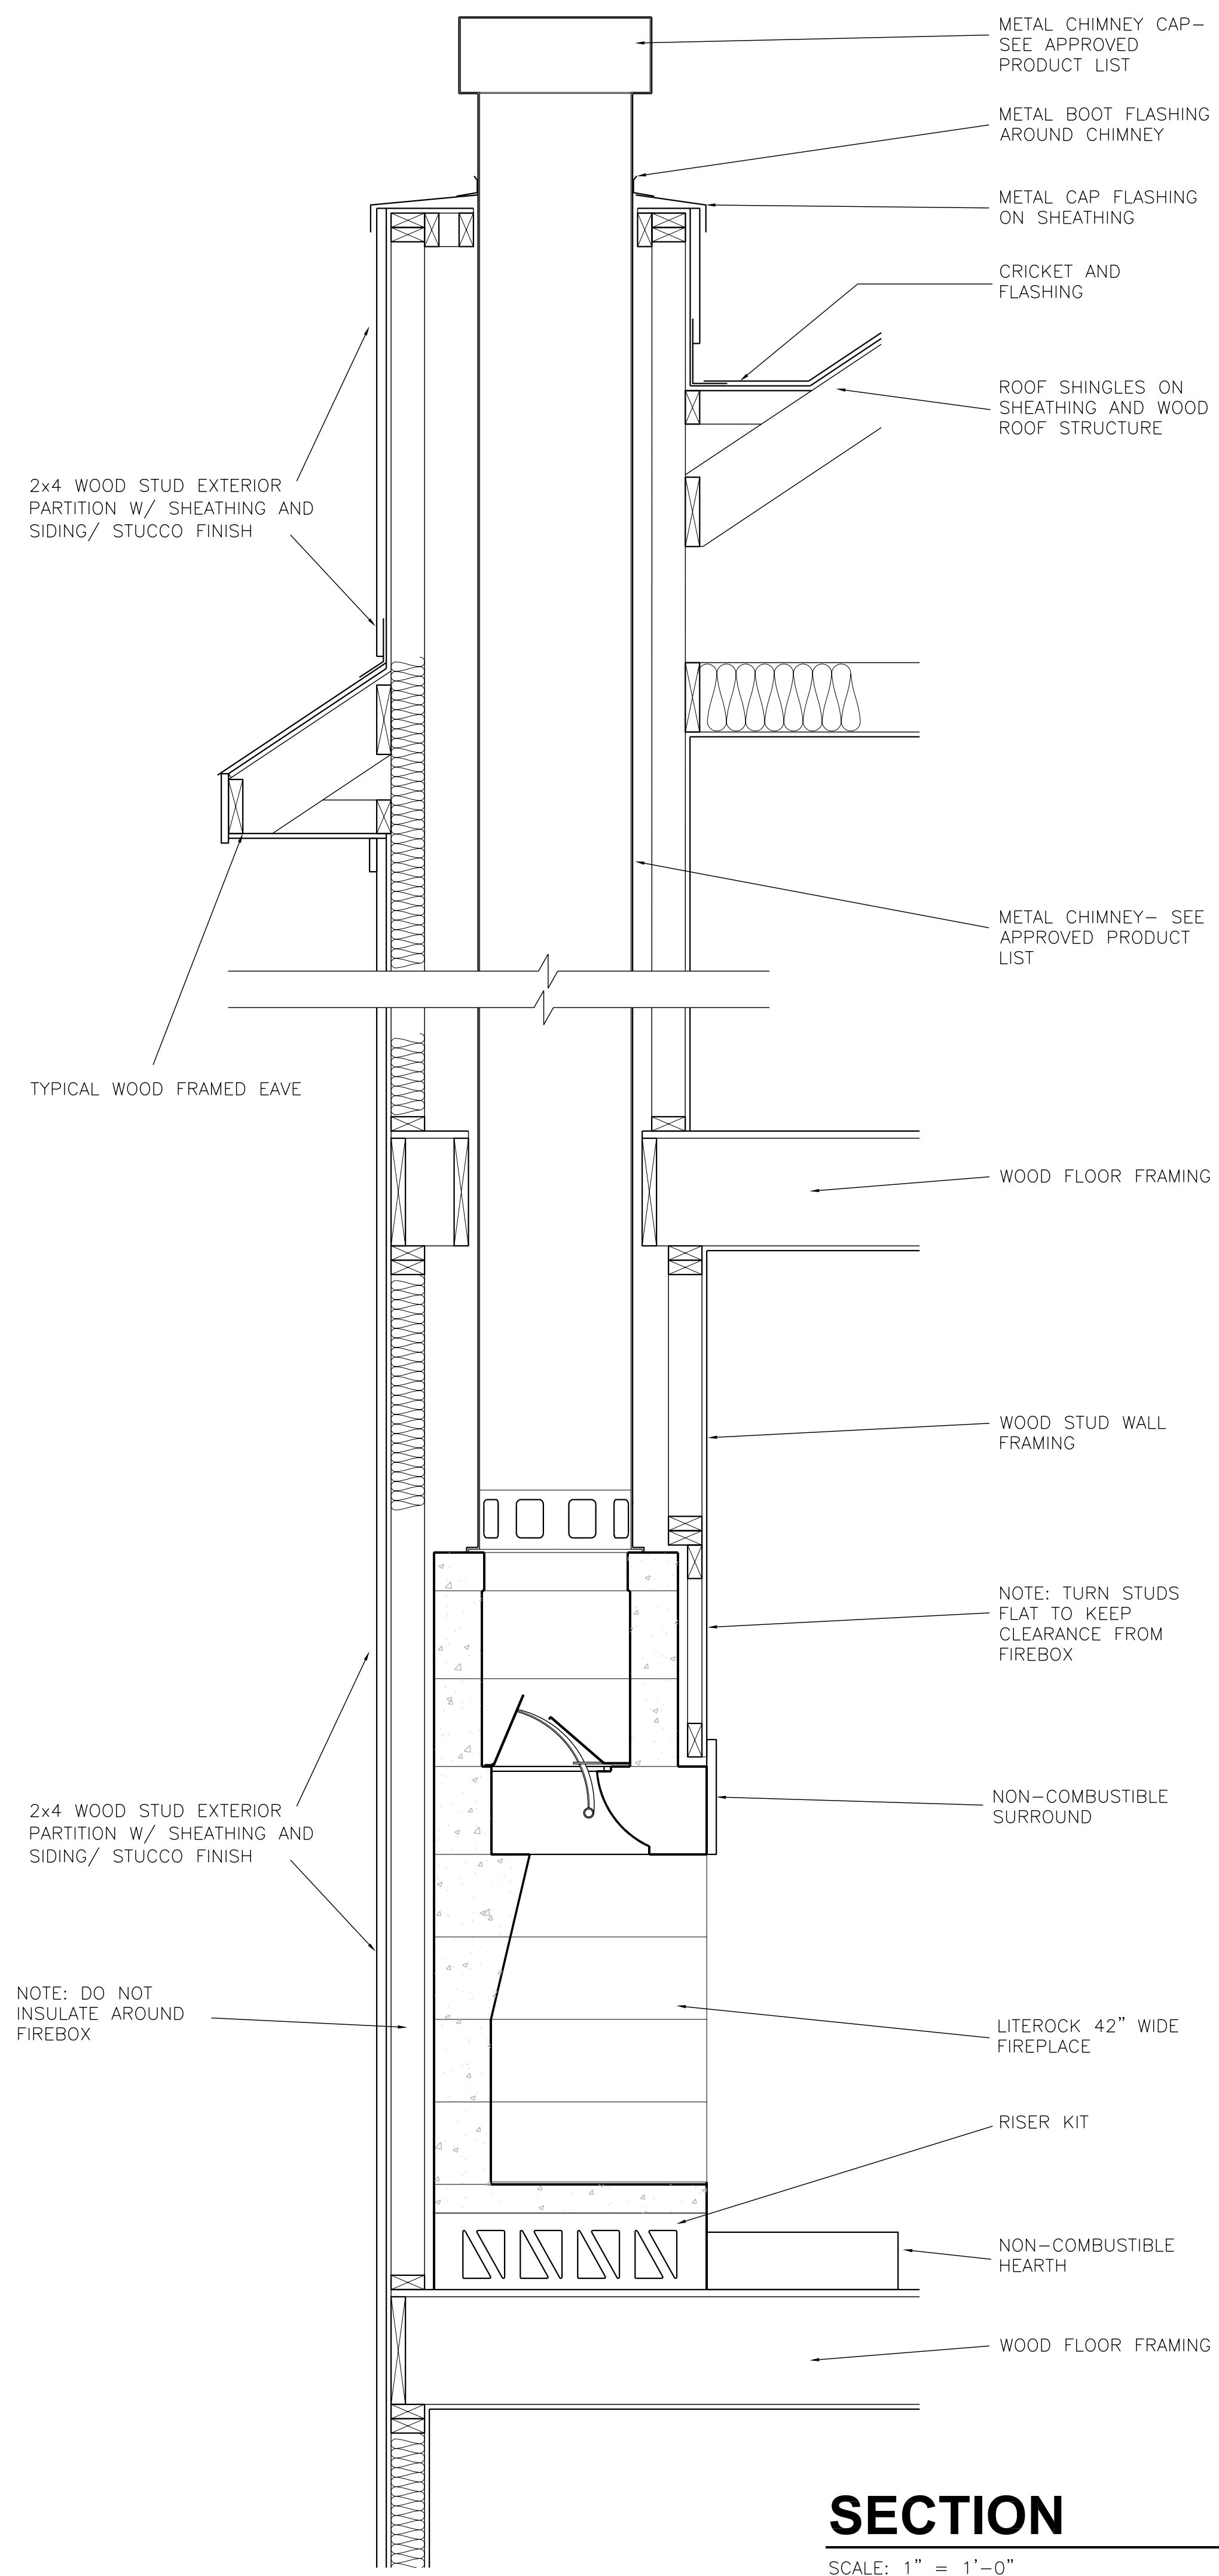 METAL CHIMNEY CAP–
SEE APPROVED
PRODUCT LIST
METAL BOOT FLASHING
AROUND CHIMNEY
METAL CAP FLASHING
ON SHEATHING
CRICKET AND
FLASHING
ROOF SHINGLES ON
SHEATHING AND WOOD
ROOF STRUCTURE
2x4 WOOD STUD EXTERIOR
PARTITION W/ SHEATHING AND
SIDING/ STUCCO FINISH
METAL CHIMNEY– SEE
APPROVED PRODUCT
LIST
TYPICAL WOOD FRAMED EAVE
WOOD FLOOR FRAMING
WOOD STUD WALL
FRAMING
NOTE: TURN STUDS
FLAT TO KEEP
CLEARANCE FROM
FIREBOX
NON–COMBUSTIBLE
SURROUND
2x4 WOOD STUD EXTERIOR
PARTITION W/ SHEATHING AND
SIDING/ STUCCO FINISH
NOTE: DO NOT
INSULATE AROUND
FIREBOX
LITEROCK 42" WIDE
FIREPLACE
RISER KIT
NON–COMBUSTIBLE
HEARTH
WOOD FLOOR FRAMING
SECTION
SCALE: 1" = 1'–0"